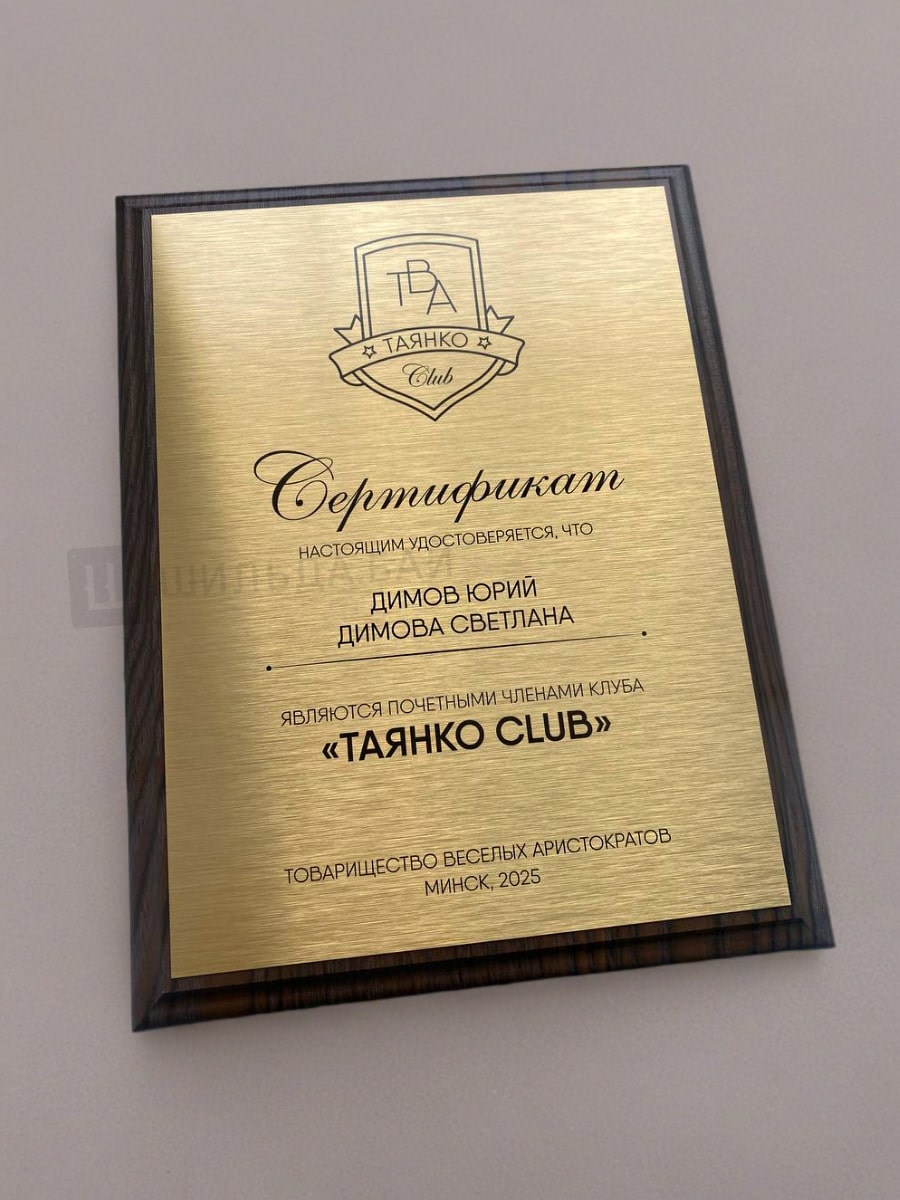 ТВА
ТАЯНКО
Club
Сертификат
НАСТОЯЩИМ УДОСТОВЕРЯЕТСЯ, ЧТО
ДИМОВ ЮРИЙ
ДИМОВА СВЕТЛАНА
ЯВЛЯЮТСЯ ПОЧЕТНЫМИ ЧЛЕНАМИ КЛУБА
«ТАЯНКО CLUB»
ТОВАРИЩЕСТВО ВЕСЕЛЫХ АРИСТОКРАТОВ
МИНСК, 2025